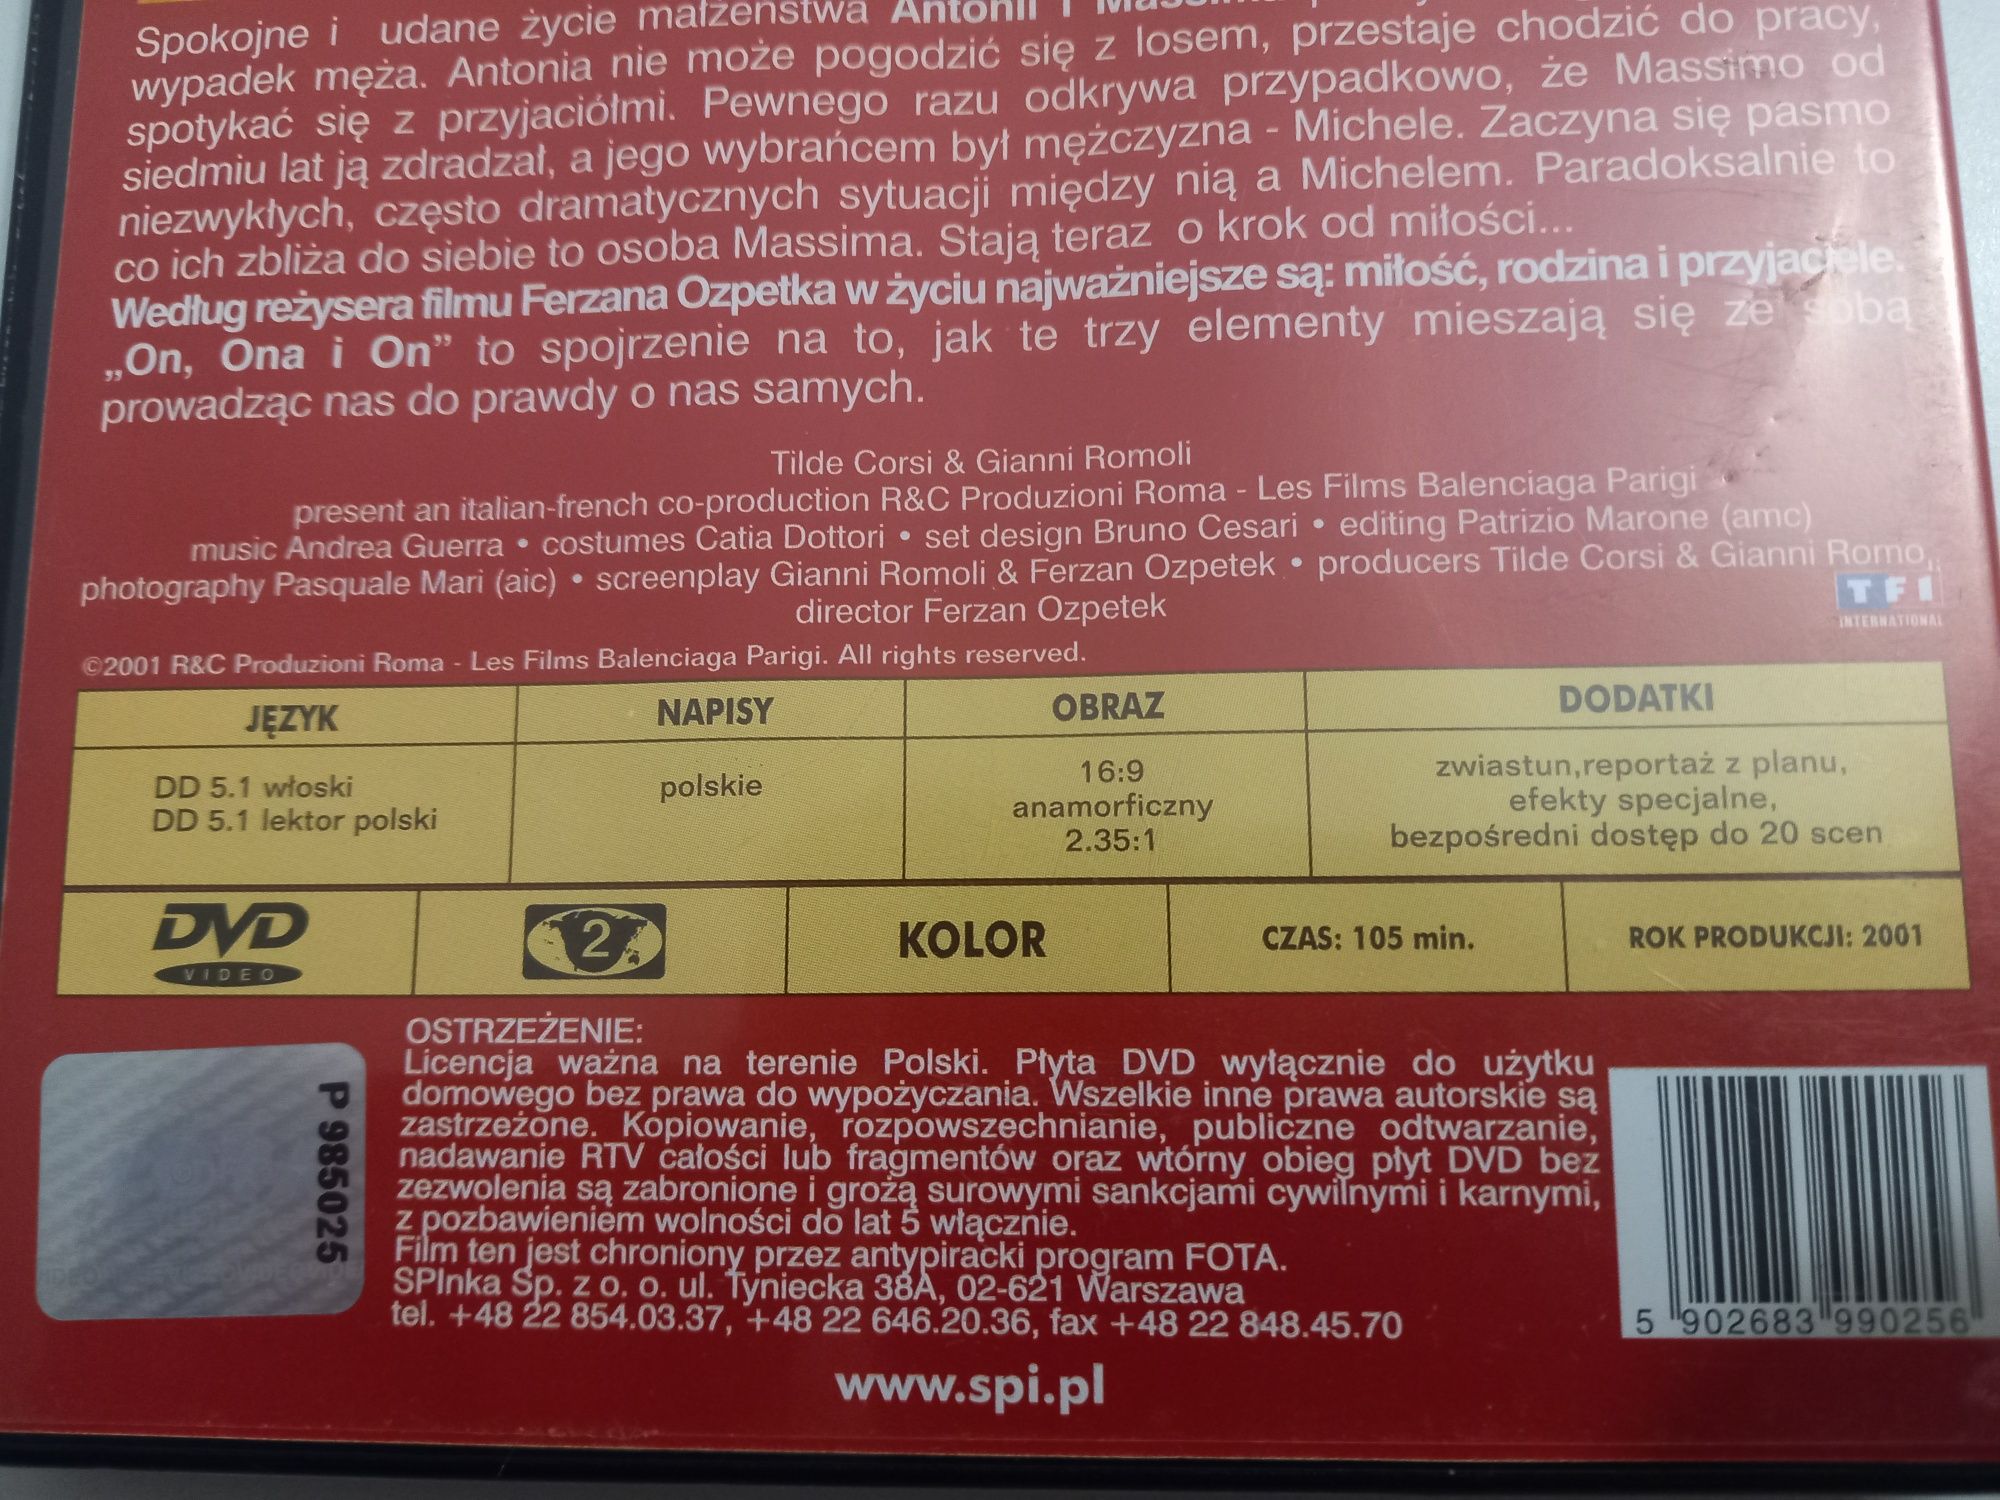 Spokojne i udane życie małżeństwa Antonii i
wypadek męża. Antonia nie może pogodzić się z losem, przestaje chodzić do pracy,
spotykać się z przyjaciółmi. Pewnego razu odkrywa przypadkowo, że Massimo od
siedmiu lat ją zdradzał, a jego wybrańcem był mężczyzna - Michele. Zaczyna się pasmo
niezwykłych, często dramatycznych sytuacji między nią a Michelem. Paradoksalnie to
co ich zbliża do siebie to osoba Massima. Stają teraz o krok od miłości...
Według reżysera filmu Ferzana Ozpetka w życiu najważniejsze są: miłość, rodzina i przyjaciele.
„On, Ona i On” to spojrzenie na to, jak te trzy elementy mieszają się ze sobą
prowadząc nas do prawdy o nas samych.
Tilde Corsi & Gianni Romoli
present an italian-french co-production R&C Produzioni Roma - Les Films Balenciaga Parigi
music Andrea Guerra • costumes Catia Dottori • set design Bruno Cesari • editing Patrizio Marone (amc)
photography Pasquale Mari (aic) • screenplay Gianni Romoli & Ferzan Ozpetek • producers Tilde Corsi & Gianni
director Ferzan Ozpetek
TF1
INTERNATIONAL
©2001 R&C Produzioni Roma - Les Films Balenciaga Parigi. All rights reserved.
JĘZYK NAPISY OBRAZ DODATKI
DD 5.1 włoski
DD 5.1 lektor polski
polskie
16:9
anamorficzny
2.35:1
zwiastun,reportaż z planu,
efekty specjalne,
bezpośredni dostęp do 20 scen
DVD
VIDEO
2
KOLOR
CZAS: 105 min.
ROK PRODUKCJI: 2001
P 985025
OSTRZEŻENIE:
Licencja ważna na terenie Polski. Płyta DVD wyłącznie do użytku
domowego bez prawa do wypożyczania. Wszelkie inne prawa autorskie są
zastrzeżone. Kopiowanie, rozpowszechnianie, publiczne odtwarzanie,
nadawanie RTV całości lub fragmentów oraz wtórny obieg płyt DVD bez
zezwolenia są zabronione i grożą surowymi sankcjami cywilnymi i karnymi,
z pozbawieniem wolności do lat 5 włącznie.
Film ten jest chroniony przez antypiracki program FOTA.
SPInka Sp. z o. o. ul. Tyniecka 38A, 02-621 Warszawa
tel. +48 22 854.03.37, +48 22 646.20.36, fax +48 22 848.45.70
www.spi.pl
5 902683 990256